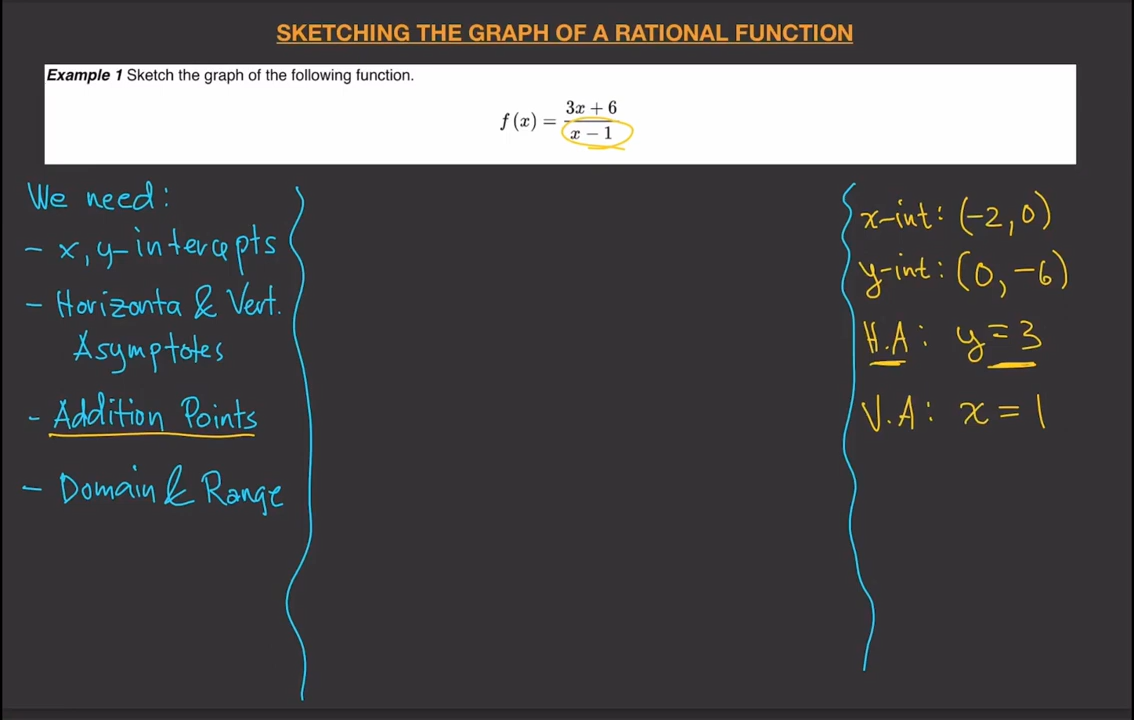 SKETCHING THE GRAPH OF A RATIONAL FUNCTION
Example 1 Sketch the graph of the following function.
f(x) = (3x + 6)/(x − 1)
We need:
- x, y-intercepts
- Horizonta & Vert.
Asymptotes
- Addition Points
- Domain & Range
x-int: (-2, 0)
y-int: (0, -6)
H.A: y = 3
V.A: x = 1